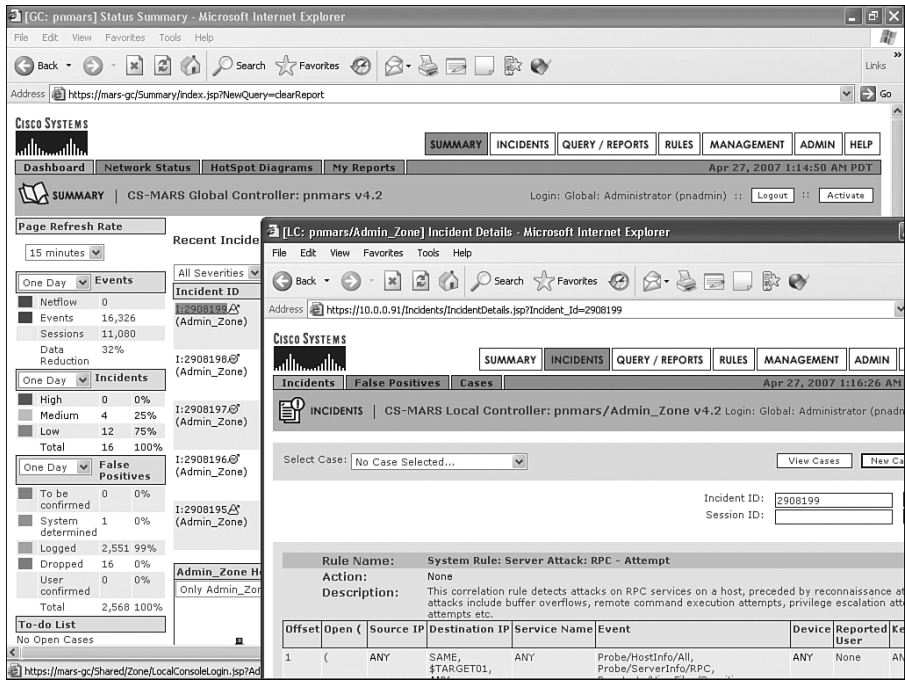 [GC: pnmars] Status Summary - Microsoft Internet Explorer
File Edit View Favorites Tools Help
Back Search Favorites Links
Address https://mars-gc/Summary/index.jsp?NewQuery=clearReport Go
CISCO SYSTEMS
SUMMARY INCIDENTS QUERY / REPORTS RULES MANAGEMENT ADMIN HELP
Dashboard Network Status HotSpot Diagrams My Reports Apr 27, 2007 1:14:50 AM PDT
SUMMARY | CS-MARS Global Controller: pnmars v4.2 Login: Global: Administrator (pnadmin) :: Logout :: Activate
Page Refresh Rate
15 minutes
One Day Events
Netflow 0
Events 16,326
Sessions 11,080
Data Reduction 32%
One Day Incidents
High 0 0%
Medium 4 25%
Low 12 75%
Total 16 100%
One Day False Positives
To be confirmed 0 0%
System determined 1 0%
Logged 2,551 99%
Dropped 16 0%
User confirmed 0 0%
Total 2,568 100%
To-do List
No Open Cases
Recent Incide
All Severities
Incident ID
I:2908199
(Admin_Zone)
I:2908198
(Admin_Zone)
I:2908197
(Admin_Zone)
I:2908196
(Admin_Zone)
I:2908195
(Admin_Zone)
Admin_Zone H
Only Admin_Zor
https://mars-gc/Shared/Zone/LocalConsoleLogin.jsp?Ad
[LC: pnmars/Admin_Zone] Incident Details - Microsoft Internet Explorer
File Edit View Favorites Tools Help
Back Search Favorites
Address https://10.0.0.91/Incidents/IncidentDetails.jsp?Incident_Id=2908199
CISCO SYSTEMS
SUMMARY INCIDENTS QUERY / REPORTS RULES MANAGEMENT ADMIN
Incidents False Positives Cases Apr 27, 2007 1:16:26 AM
INCIDENTS | CS-MARS Local Controller: pnmars/Admin_Zone v4.2 Login: Global: Administrator (pnadn
Select Case: No Case Selected... View Cases New Ca
Incident ID: 2908199
Session ID:
Rule Name: System Rule: Server Attack: RPC - Attempt
Action: None
Description: This correlation rule detects attacks on RPC services on a host, preceded by reconnaissance at
attacks include buffer overflows, remote command execution attempts, privilege escalation att
attempts etc.
Offset Open ( Source IP Destination IP Service Name Event Device Reported User Ke
1 ( ANY SAME, ANY Probe/HostInfo/All, ANY None AN
$TARGET01, Probe/ServerInfo/RPC,